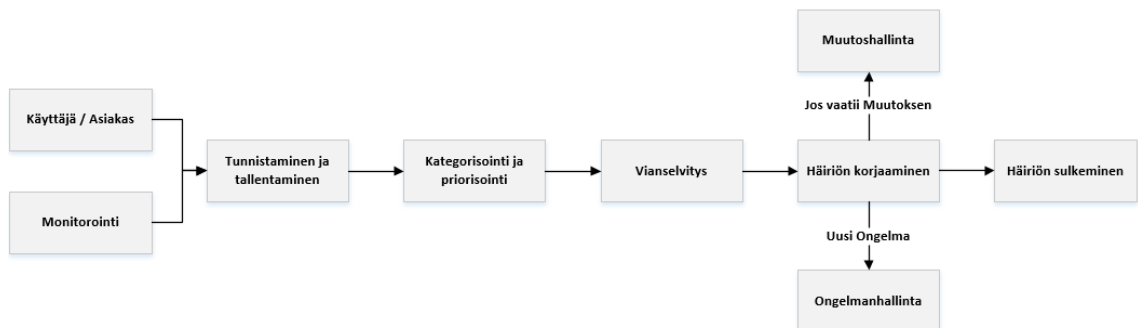 Muutoshallinta
Käyttäjä / Asiakas
Jos vaatii Muutoksen
Tunnistaminen ja
tallentaminen
Kategorisointi ja
priorisointi
Vianselvitys
Häiriön korjaaminen
Häiriön sulkeminen
Monitorointi
Uusi Ongelma
Ongelmanhallinta